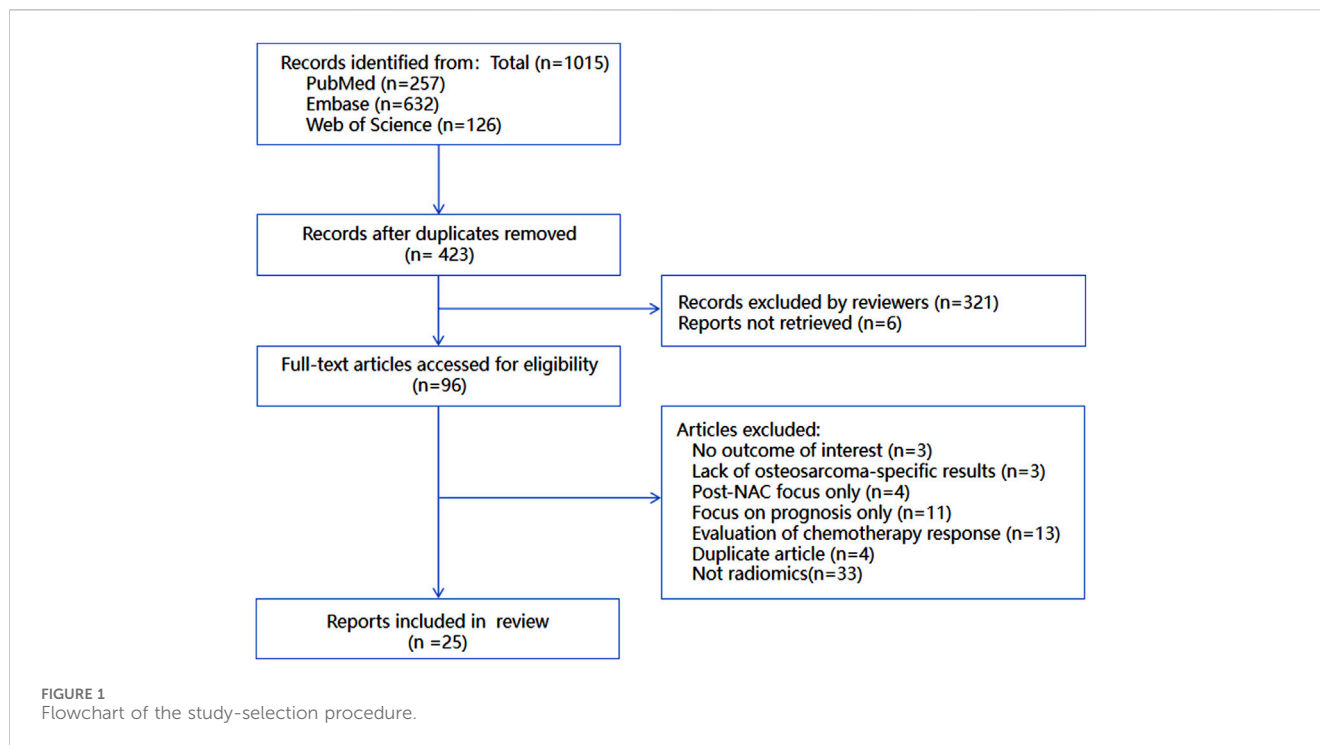 Records identified from: Total (n=1015)
PubMed (n=257)
Embase (n=632)
Web of Science (n=126)
Records after duplicates removed
(n= 423)
Records excluded by reviewers (n=321)
Reports not retrieved (n=6)
Full-text articles accessed for eligibility
(n=96)
Articles excluded:
No outcome of interest (n=3)
Lack of osteosarcoma-specific results (n=3)
Post-NAC focus only (n=4)
Focus on prognosis only (n=11)
Evaluation of chemotherapy response (n=13)
Duplicate article (n=4)
Not radiomics(n=33)
Reports included in review
(n =25)
FIGURE 1
Flowchart of the study-selection procedure.